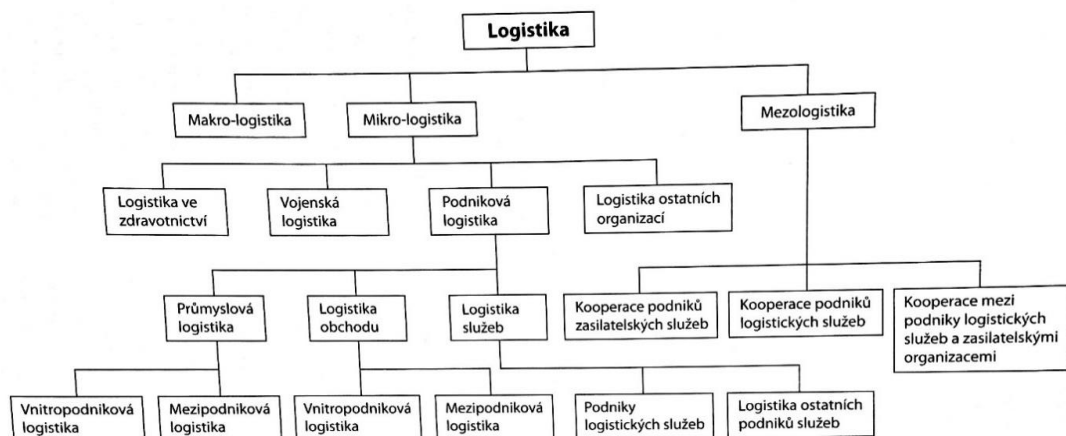 Logistika
Makro-logistika
Mikro-logistika
Mezologistika
Logistika ve
zdravotnictví
Vojenská
logistika
Podniková
logistika
Logistika ostatních
organizací
Průmyslová
logistika
Logistika
obchodu
Logistika
služeb
Kooperace podniků
zasilatelských služeb
Kooperace podniků
logistických služeb
Kooperace mezi
podniky logistických
služeb a zasilatelskými
organizacemi
Vnitropodniková
logistika
Mezipodniková
logistika
Vnitropodniková
logistika
Mezipodniková
logistika
Podniky
logistických služeb
Logistika ostatních
podniků služeb